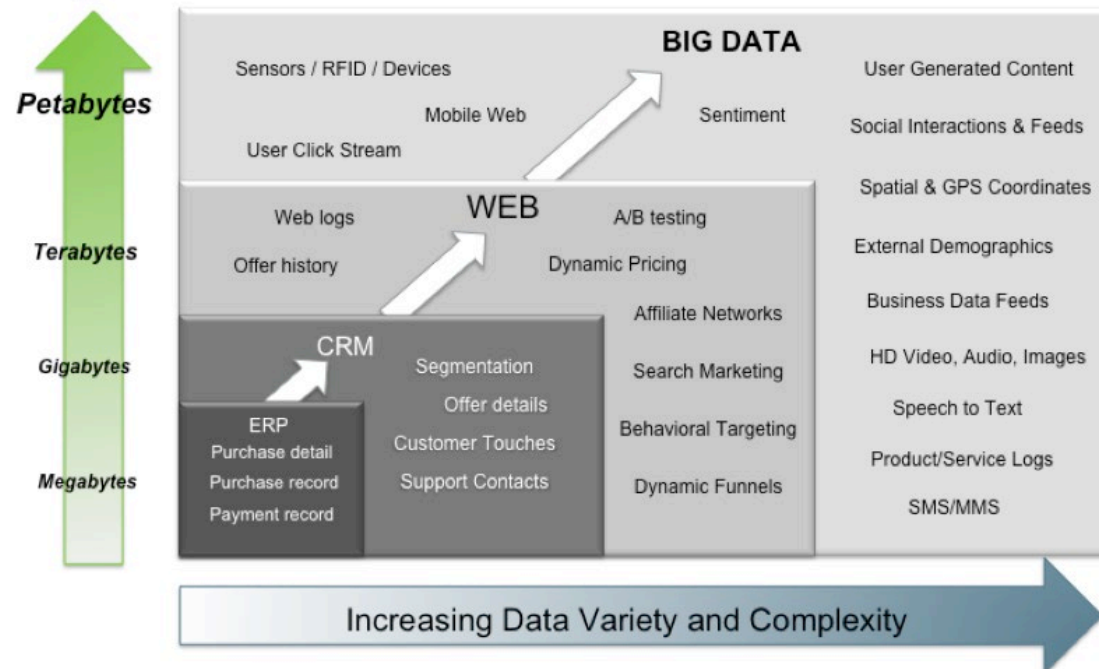 BIG DATA
Sensors / RFID / Devices
User Generated Content
Petabytes
Mobile Web
Sentiment
Social Interactions & Feeds
User Click Stream
Spatial & GPS Coordinates
WEB
Web logs
A/B testing
Terabytes
Offer history
Dynamic Pricing
External Demographics
Affiliate Networks
Business Data Feeds
CRM
Gigabytes
Segmentation
Search Marketing
HD Video, Audio, Images
Offer details
Speech to Text
ERP
Purchase detail
Customer Touches
Behavioral Targeting
Product/Service Logs
Megabytes
Purchase record
Support Contacts
Dynamic Funnels
Payment record
SMS/MMS
Increasing Data Variety and Complexity